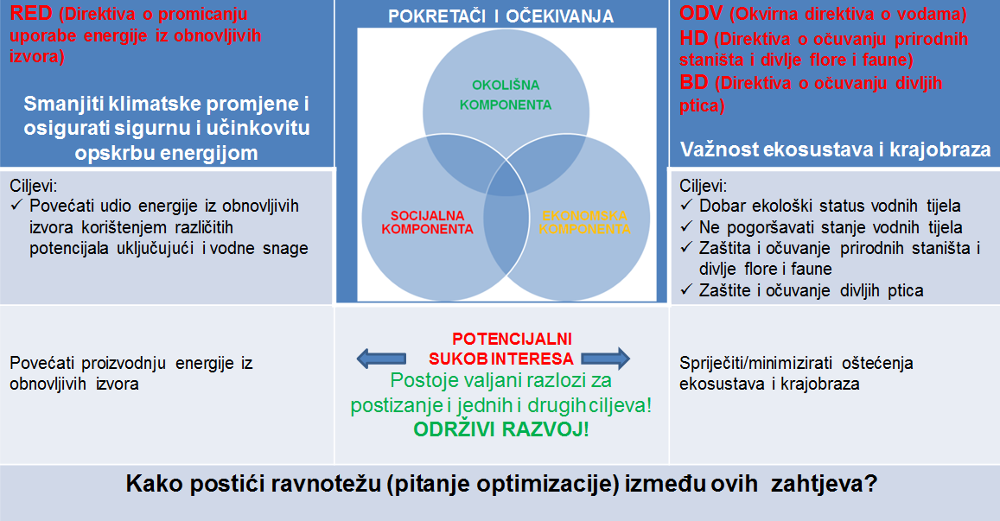 RED (Direktiva o promicanju
uporabe energije iz obnovljivih
izvora)
Smanjiti klimatske promjene i
osigurati sigurnu i učinkovitu
opskrbu energijom
POKRETAČI I OČEKIVANJA
OKOLIŠNA
KOMPONENTA
SOCIJALNA
KOMPONENTA
EKONOMSKA
KOMPONENTA
ODV (Okvirna direktiva o vodama)
HD (Direktiva o očuvanju prirodnih
staništa i divlje flore i faune)
BD (Direktiva o očuvanju divljih
ptica)
Važnost ekosustava i krajobraza
Ciljevi:
✓ Povećati udio energije iz obnovljivih
izvora korištenjem različitih
potencijala uključujući i vodne snage
Ciljevi:
✓ Dobar ekološki status vodnih tijela
✓ Ne pogoršavati stanje vodnih tijela
✓ Zaštita i očuvanje prirodnih staništa i
divlje flore i faune
✓ Zaštite i očuvanje divljih ptica
Povećati proizvodnju energije iz
obnovljivih izvora
POTENCIJALNI
SUKOB INTERESA
Postoje valjani razlozi za
postizanje i jednih i drugih ciljeva!
ODRŽIVI RAZVOJ!
Spriječiti/minimizirati oštećenja
ekosustava i krajobraza
Kako postići ravnotežu (pitanje optimizacije) između ovih zahtjeva?